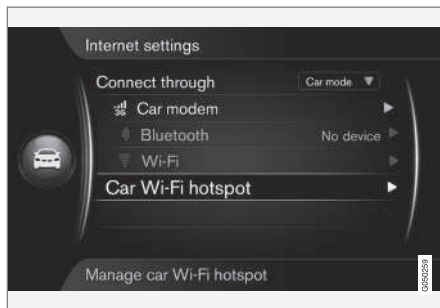 Internet settings
Connect through Car mode
3G Car modem
Bluetooth No device
Wi-Fi
Car Wi-Fi hotspot
Manage car Wi-Fi hotspot
G050259